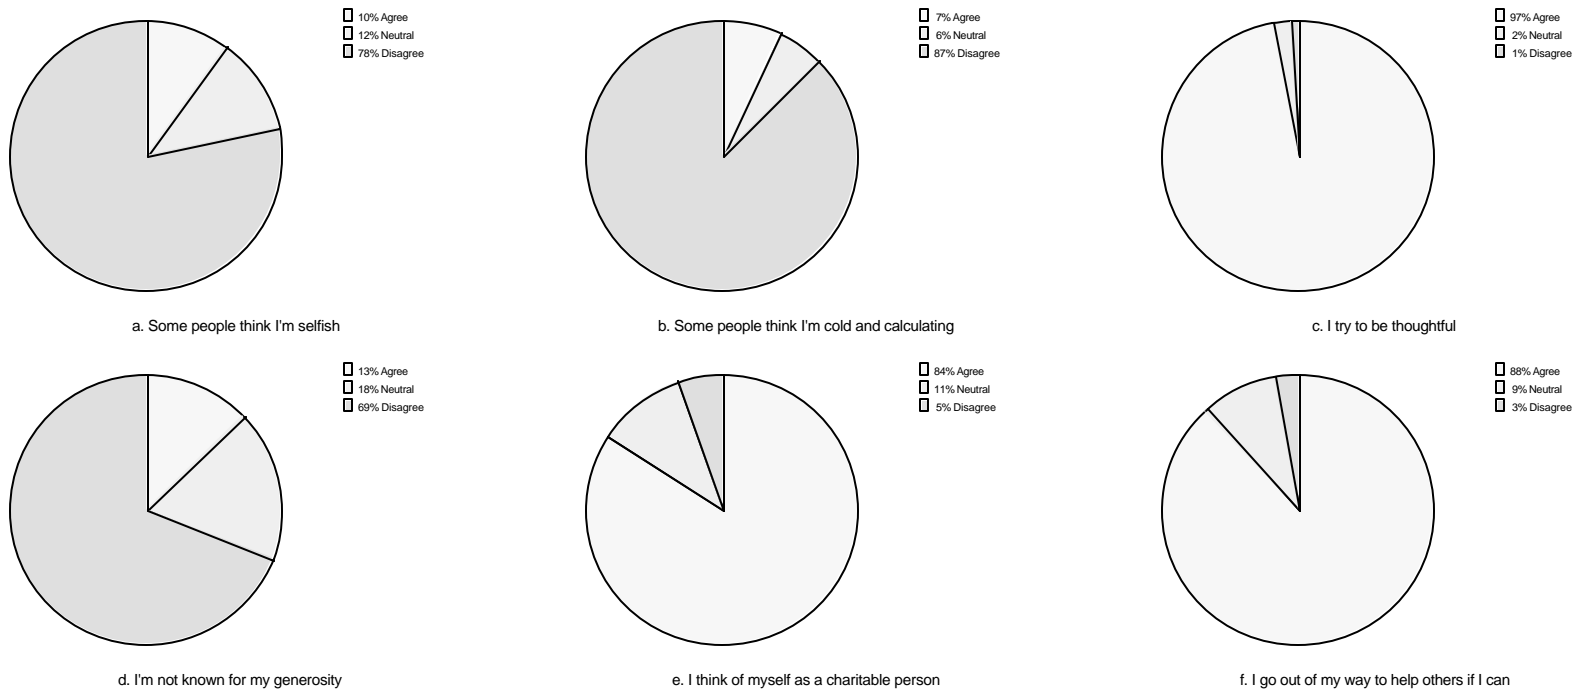 10% Agree
12% Neutral
78% Disagree
a. Some people think I'm selfish
7% Agree
6% Neutral
87% Disagree
b. Some people think I'm cold and calculating
97% Agree
2% Neutral
1% Disagree
c. I try to be thoughtful
13% Agree
18% Neutral
69% Disagree
d. I'm not known for my generosity
84% Agree
11% Neutral
5% Disagree
e. I think of myself as a charitable person
88% Agree
9% Neutral
3% Disagree
f. I go out of my way to help others if I can